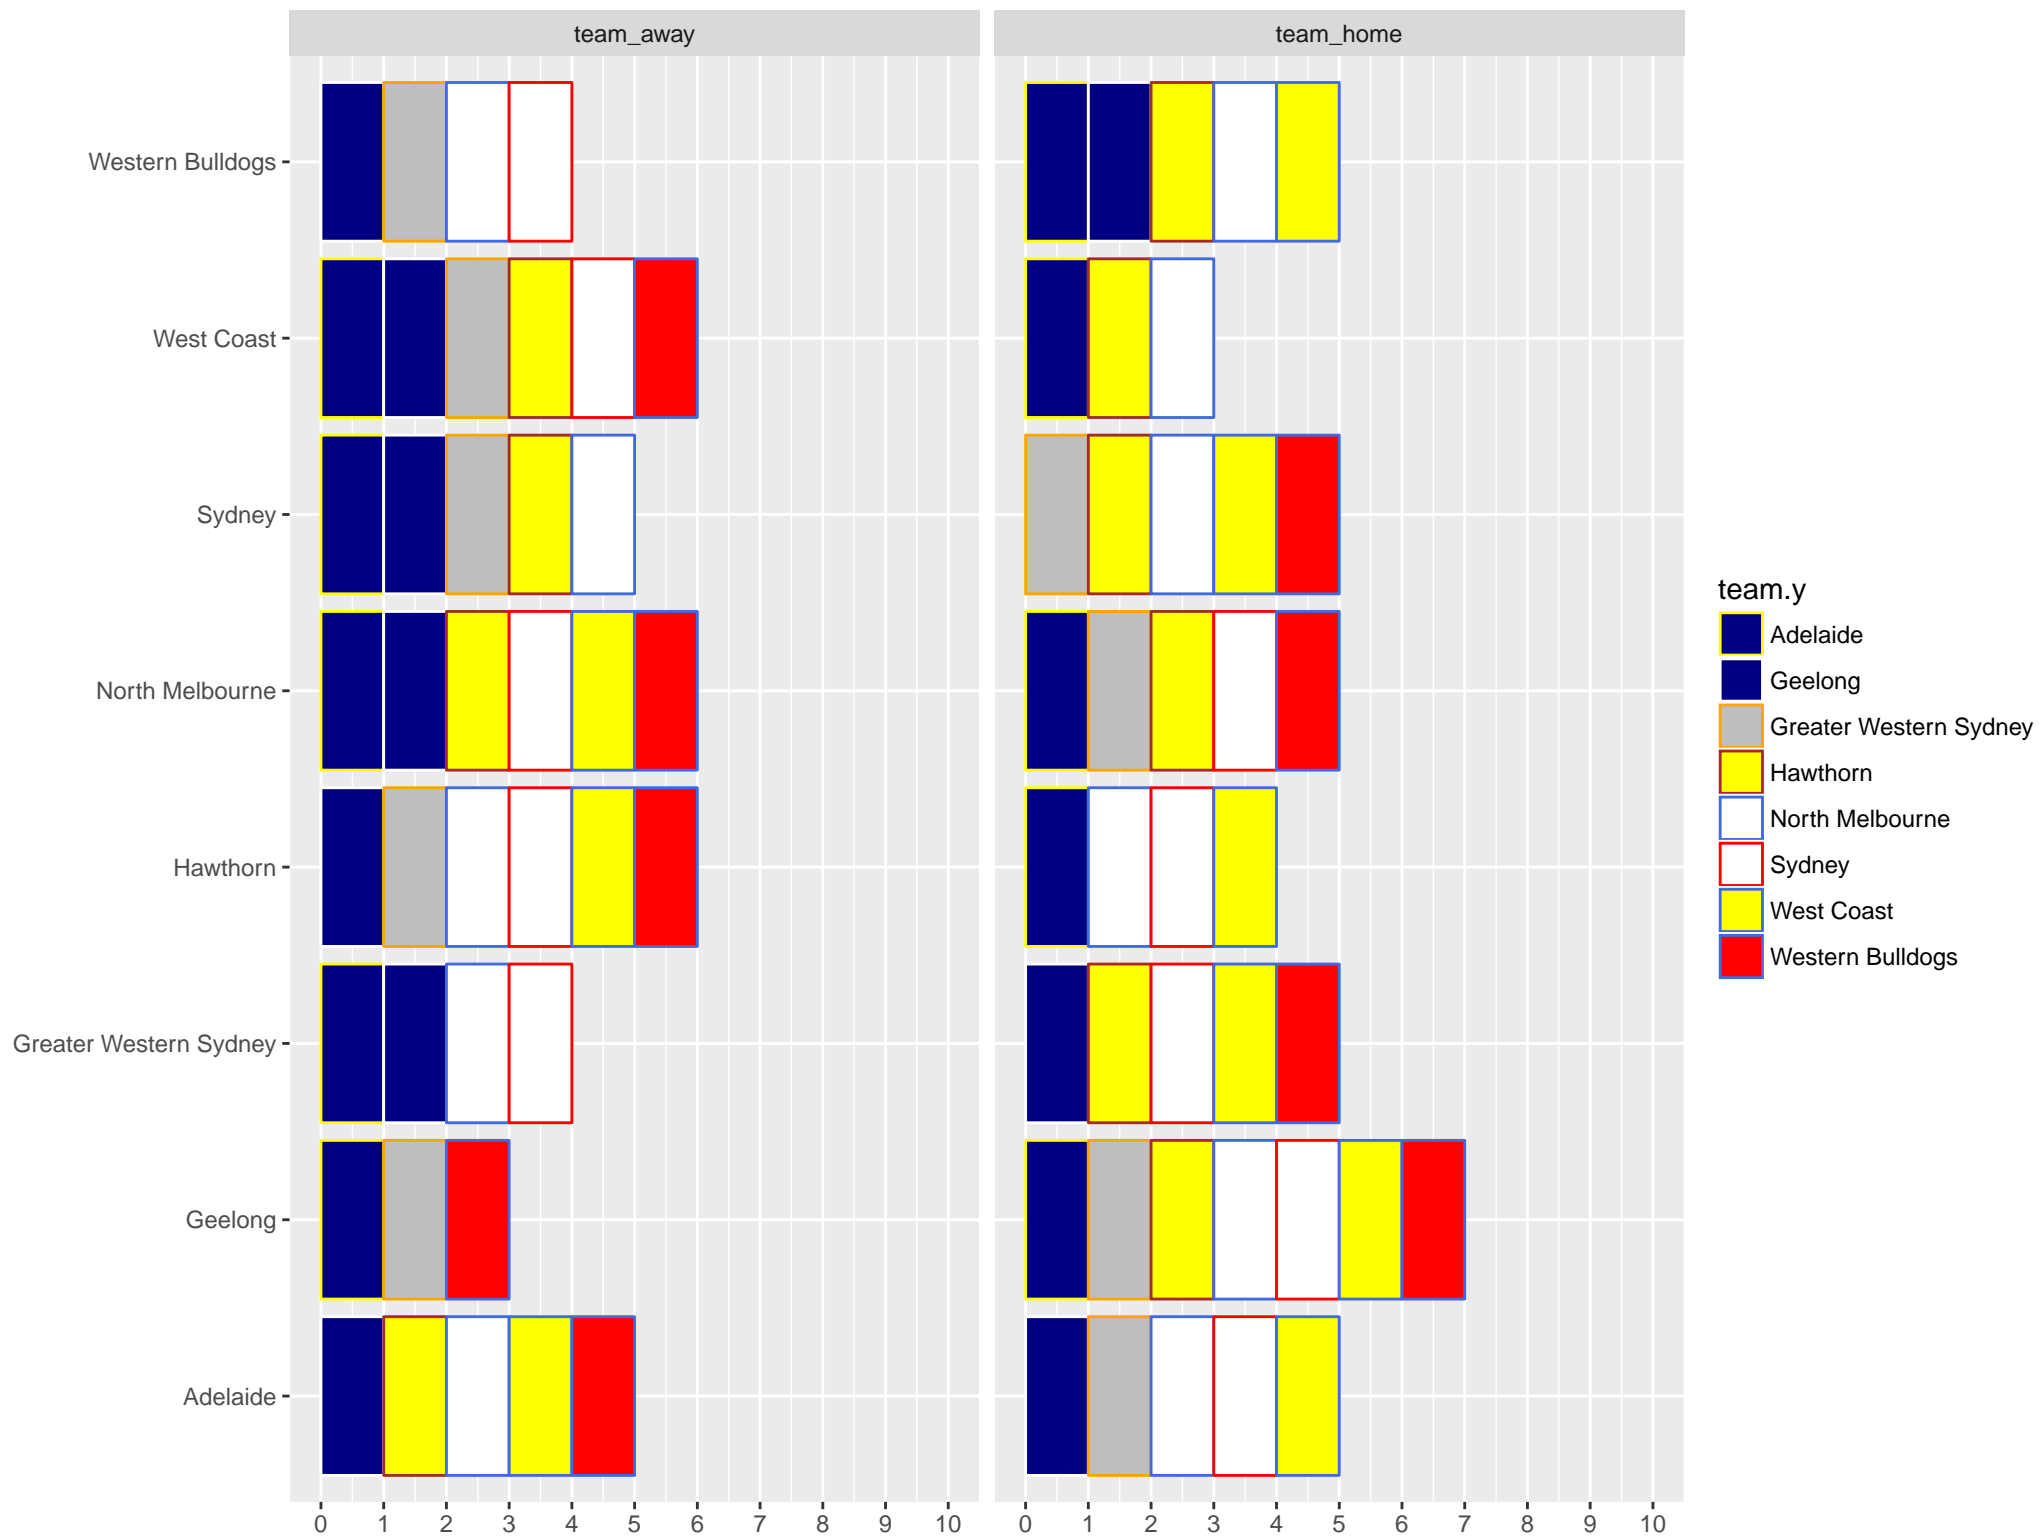 team_away
team_home
Western Bulldogs
West Coast
Sydney
North Melbourne
Hawthorn
Greater Western Sydney
Geelong
Adelaide
0 1 2 3 4 5 6 7 8 9 10
0 1 2 3 4 5 6 7 8 9 10
team.y
Adelaide
Geelong
Greater Western Sydney
Hawthorn
North Melbourne
Sydney
West Coast
Western Bulldogs